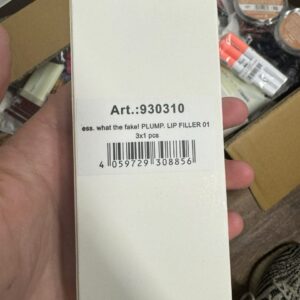 Art.:930310
ess. what the fake! PLUMP. LIP FILLER 01
3x1 pcs
4 059729 308856